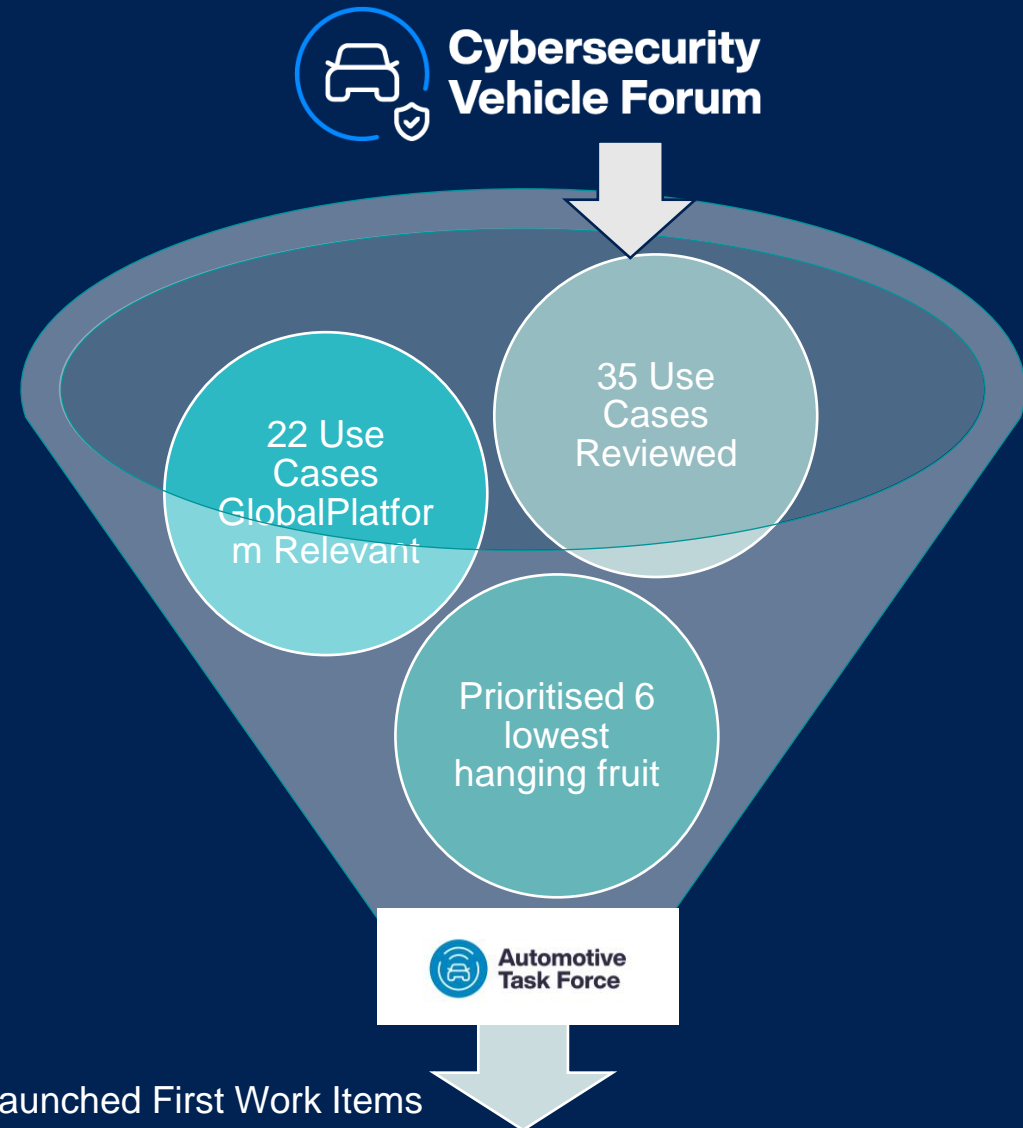 Cybersecurity
Vehicle Forum
35 Use
Cases
Reviewed
22 Use
Cases
GlobalPlatfor
m Relevant
Prioritised 6
lowest
hanging fruit
Automotive
Task Force
aunched First Work Items